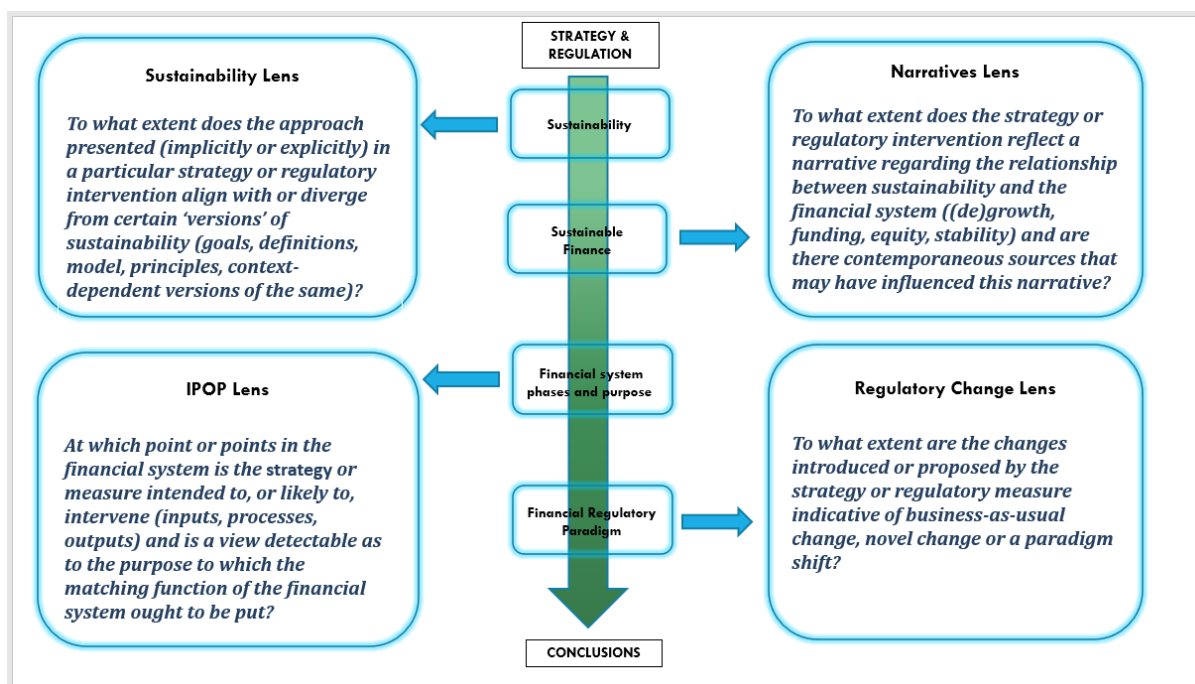 STRATEGY &
REGULATION
Sustainability Lens
To what extent does the approach
presented (implicitly or explicitly) in
a particular strategy or regulatory
intervention align with or diverge
from certain ‘versions’ of
sustainability (goals, definitions,
model, principles, context-
dependent versions of the same)?
Sustainability
Narratives Lens
To what extent does the strategy or
regulatory intervention reflect a
narrative regarding the relationship
between sustainability and the
financial system ((de)growth,
funding, equity, stability) and are
there contemporaneous sources that
may have influenced this narrative?
Sustainable
Finance
IPOP Lens
At which point or points in the
financial system is the strategy or
measure intended to, or likely to,
intervene (inputs, processes,
outputs) and is a view detectable as
to the purpose to which the
matching function of the financial
system ought to be put?
Financial system
phases and purpose
Regulatory Change Lens
To what extent are the changes
introduced or proposed by the
strategy or regulatory measure
indicative of business-as-usual
change, novel change or a paradigm
shift?
Financial Regulatory
Paradigm
CONCLUSIONS